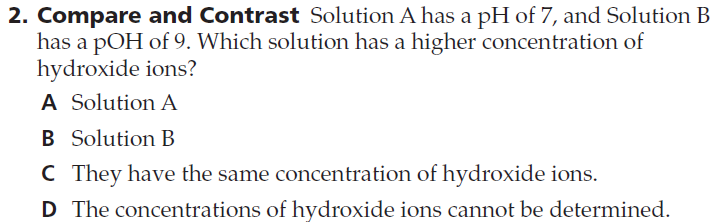 2. Compare and Contrast Solution A has a pH of 7, and Solution B
has a pOH of 9. Which solution has a higher concentration of
hydroxide ions?
A Solution A
B Solution B
C They have the same concentration of hydroxide ions.
D The concentrations of hydroxide ions cannot be determined.